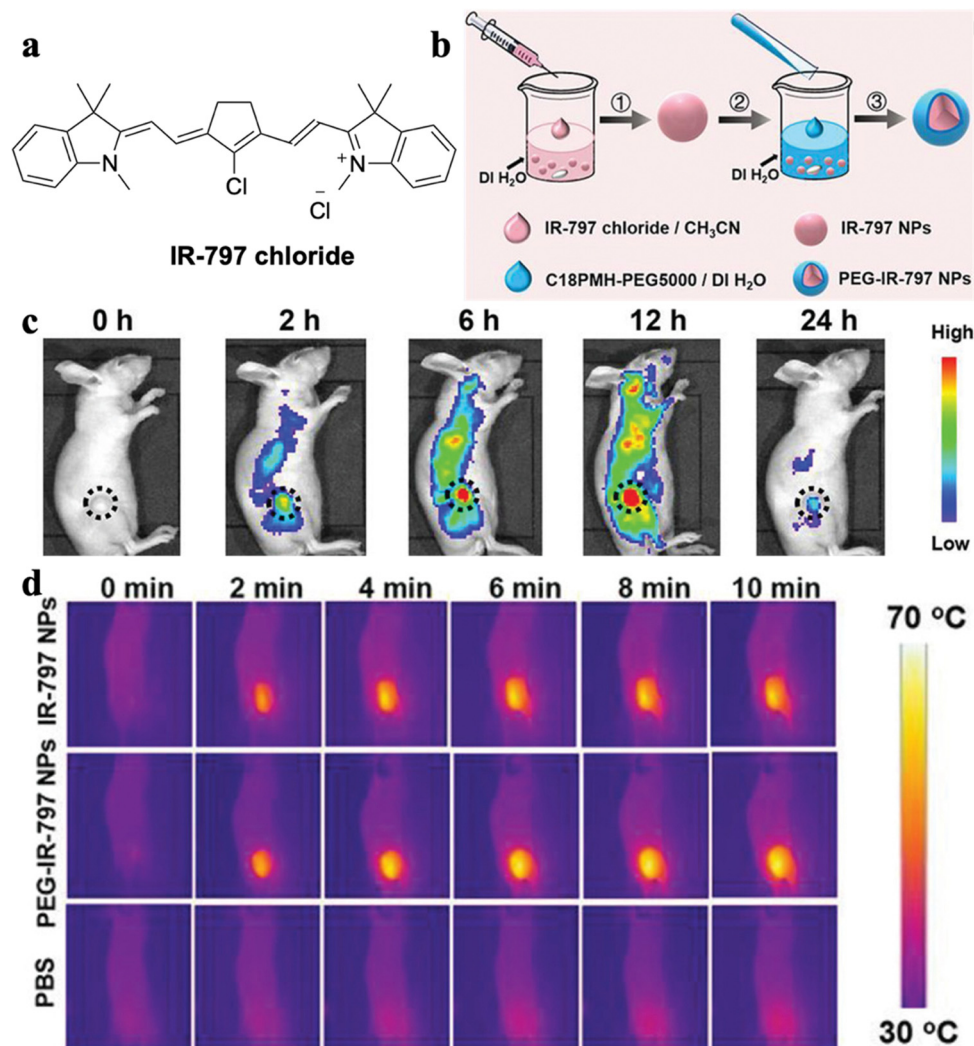 a
N
Cl
N
+
−
Cl
IR-797 chloride
b
①
②
③
DI H₂O
DI H₂O
IR-797 chloride / CH₃CN
IR-797 NPs
C18PMH-PEG5000 / DI H₂O
PEG-IR-797 NPs
c
0 h
2 h
6 h
12 h
24 h
High
Low
d
0 min
2 min
4 min
6 min
8 min
10 min
IR-797 NPs
PEG-IR-797 NPs
PBS
70 °C
30 °C